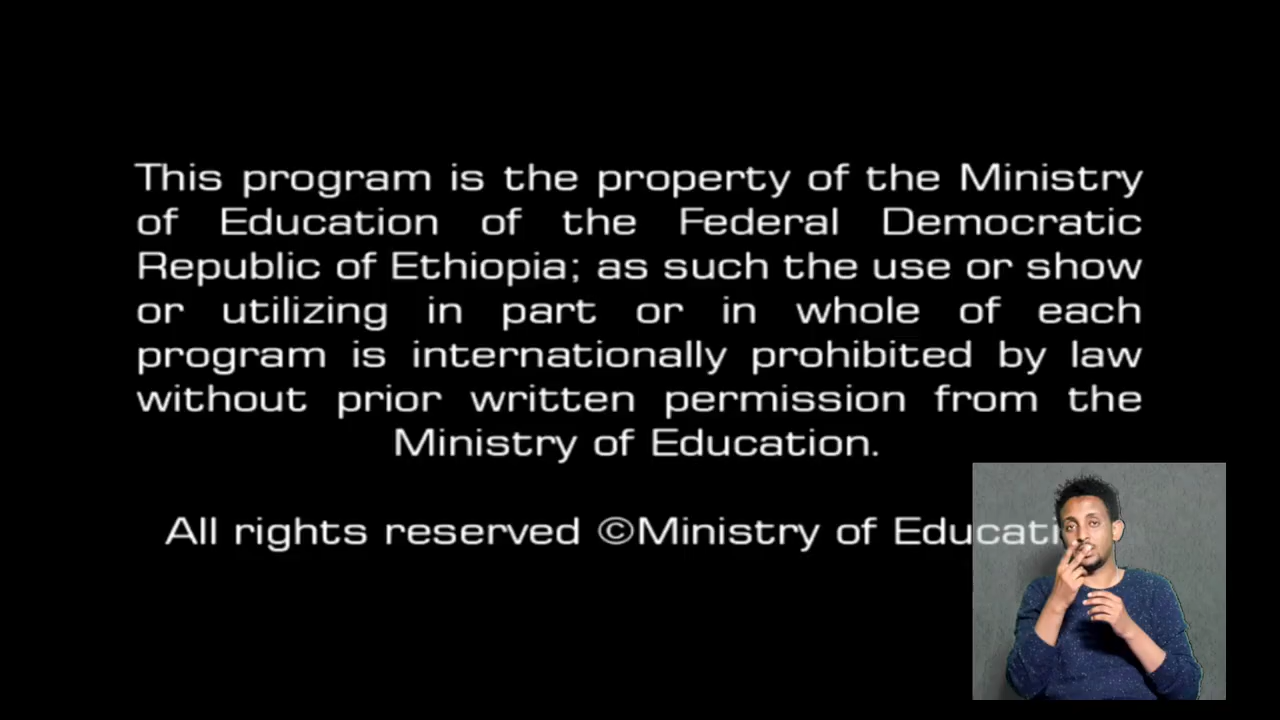 This program is the property of the Ministry
of Education of the Federal Democratic
Republic of Ethiopia; as such the use or show
or utilizing in part or in whole of each
program is internationally prohibited by law
without prior written permission from the
Ministry of Education.
All rights reserved ©Ministry of